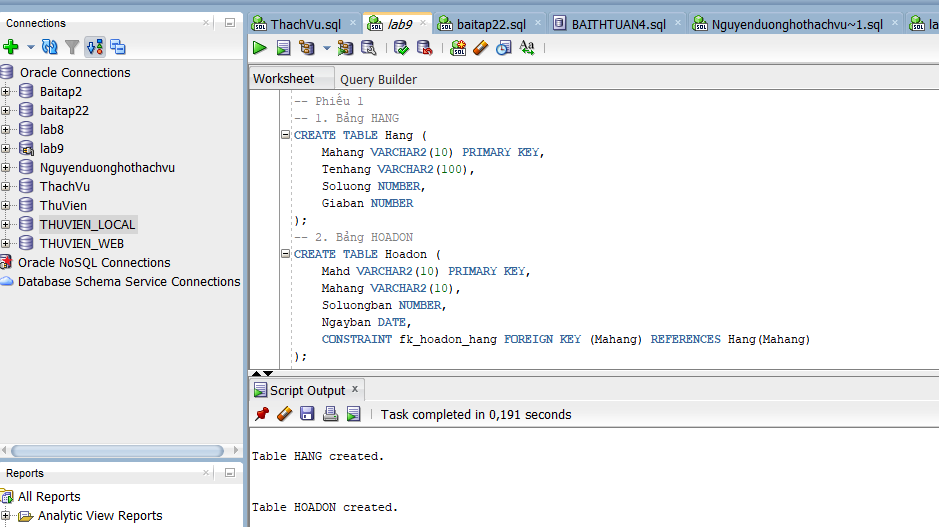 Connections
Oracle Connections
Baitap2
baitap22
lab8
lab9
Nguyenduonghothachvu
ThachVu
ThuVien
THUVIEN_LOCAL
THUVIEN_WEB
Oracle NoSQL Connections
Database Schema Service Connections
Reports
All Reports
Analytic View Reports
ThachVu.sql
lab9
baitap22.sql
BAITHTUAN4.sql
Nguyenduonghothachvu~1.sql
la
Worksheet
Query Builder
-- Phiếu 1
-- 1. Bảng HANG
CREATE TABLE Hang (
Mahang VARCHAR2(10) PRIMARY KEY,
Tenhang VARCHAR2(100),
Soluong NUMBER,
Giaban NUMBER
);
-- 2. Bảng HOADON
CREATE TABLE Hoadon (
Mahd VARCHAR2(10) PRIMARY KEY,
Mahang VARCHAR2(10),
Soluongban NUMBER,
Ngayban DATE,
CONSTRAINT fk_hoadon_hang FOREIGN KEY (Mahang) REFERENCES Hang(Mahang)
);
Script Output
Task completed in 0,191 seconds
Table HANG created.
Table HOADON created.